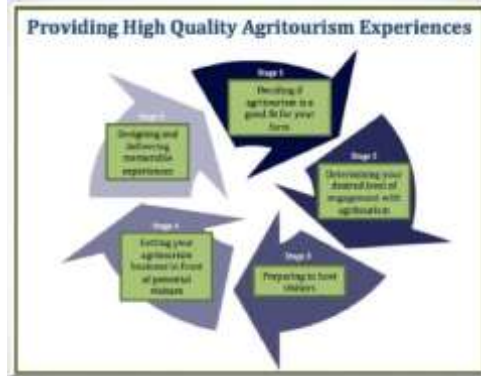 Providing High Quality Agritourism Experiences
Stage 1
Deciding if
agritourism is a
good fit for your
farm
Stage 2
Determining your
desired level of
engagement with
agritourism
Stage 3
Preparing to host
visitors
Stage 4
Getting your
agritourism
business in front
of potential
visitors
Stage 5
Designing and
delivering
memorable
experiences